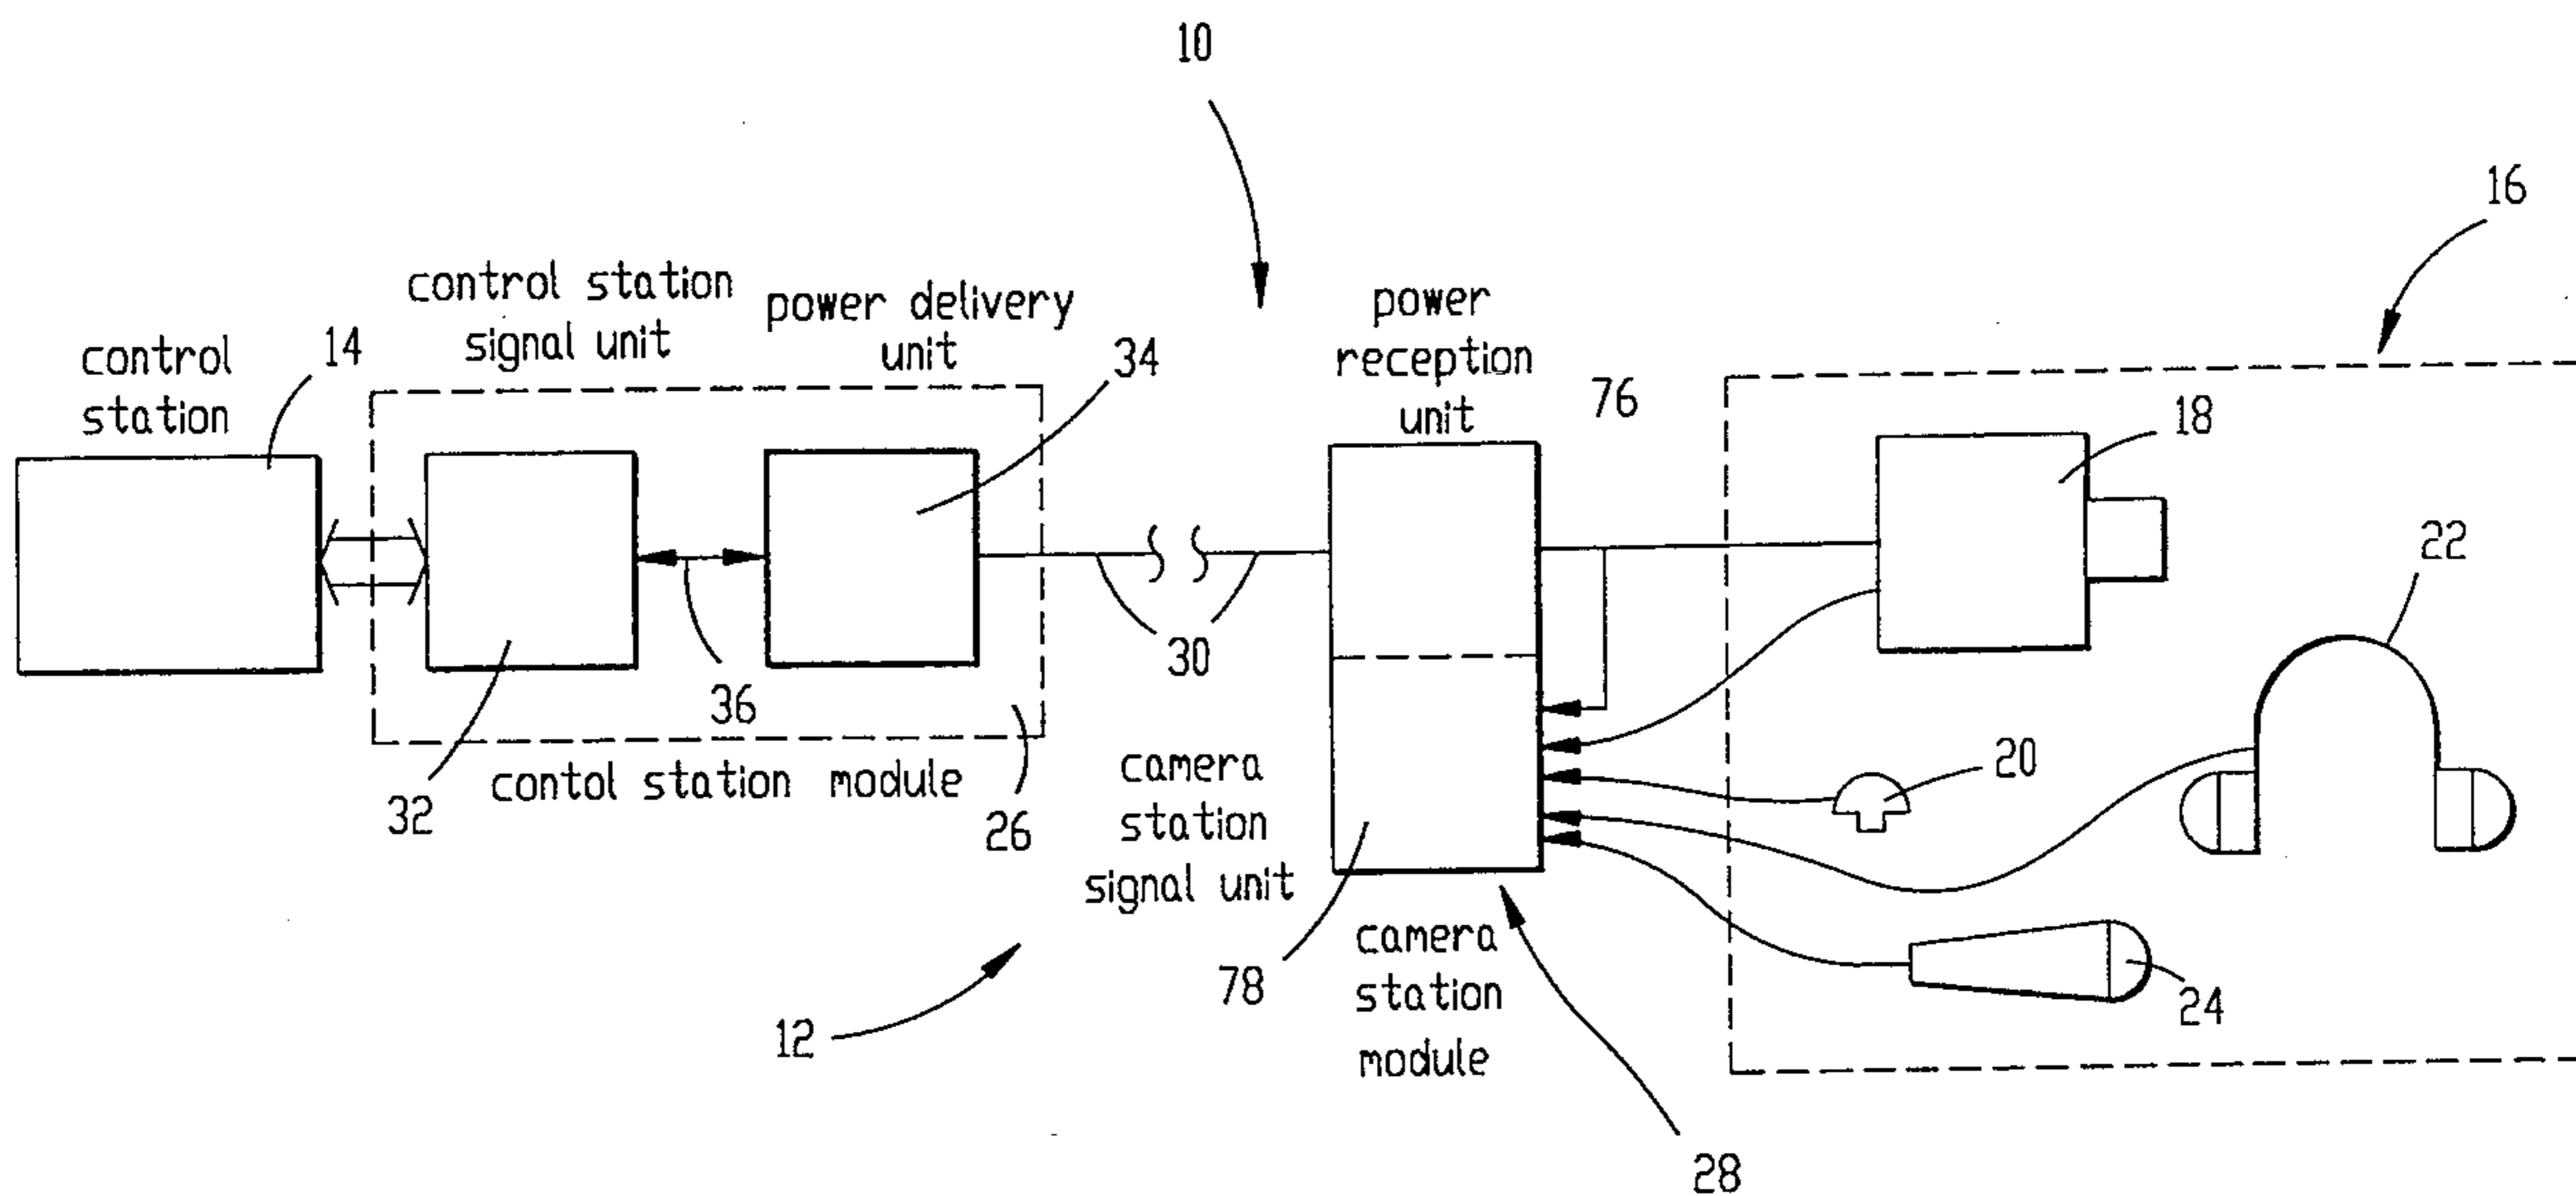 10
16
control station
signal unit
power delivery
unit
34
power
reception
unit
76
control
station
14
18
22
30
36
32
contol station module
26
camera
station
signal unit
20
78
camera
station
module
24
12
28